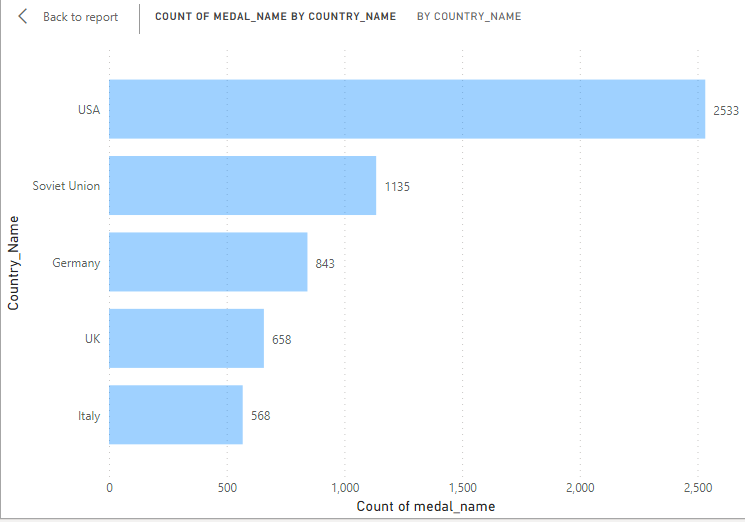 Back to report
COUNT OF MEDAL_NAME BY COUNTRY_NAME
BY COUNTRY_NAME
USA 2533
Soviet Union 1135
Germany 843
UK 658
Italy 568
Country_Name
0 500 1,000 1,500 2,000 2,500
Count of medal_name